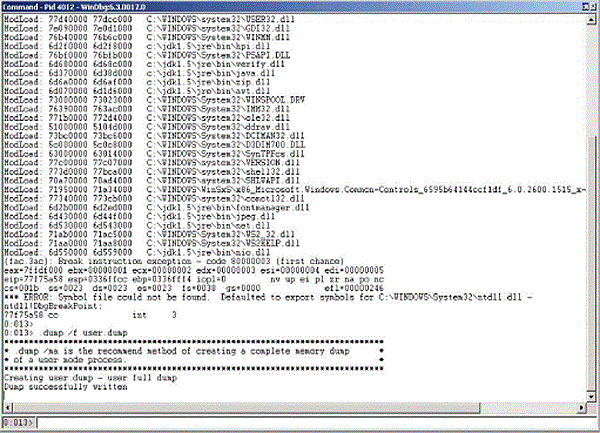 Command - Pid 4012 - WinDbg:6.3.0017.0
ModLoad: 77d40000 77dcc000   C:\WINDOWS\system32\USER32.dll
ModLoad: 7e090000 7e0d1000   C:\WINDOWS\system32\GDI32.dll
ModLoad: 76b40000 76b6c000   C:\WINDOWS\System32\WINMM.dll
ModLoad: 6d2f0000 6d2f8000   c:\jdk1.5\jre\bin\hpi.dll
ModLoad: 76bf0000 76bfb000   C:\WINDOWS\System32\PSAPI.DLL
ModLoad: 6d680000 6d68c000   c:\jdk1.5\jre\bin\verify.dll
ModLoad: 6d370000 6d38d000   c:\jdk1.5\jre\bin\java.dll
ModLoad: 6d6a0000 6d6af000   c:\jdk1.5\jre\bin\zip.dll
ModLoad: 6d070000 6d1d6000   C:\jdk1.5\jre\bin\awt.dll
ModLoad: 73000000 73023000   C:\WINDOWS\System32\WINSPOOL.DRV
ModLoad: 76390000 763ac000   C:\WINDOWS\System32\IMM32.dll
ModLoad: 771b0000 772d4000   C:\WINDOWS\system32\ole32.dll
ModLoad: 51000000 5104d000   C:\WINDOWS\System32\ddraw.dll
ModLoad: 73bc0000 73bc6000   C:\WINDOWS\System32\DCIMAN32.dll
ModLoad: 5c000000 5c0c8000   C:\WINDOWS\System32\D3DIM700.DLL
ModLoad: 63000000 63014000   C:\WINDOWS\System32\SynTPFcs.dll
ModLoad: 77c00000 77c07000   C:\WINDOWS\system32\VERSION.dll
ModLoad: 773d0000 77bca000   C:\WINDOWS\system32\shell32.dll
ModLoad: 70a70000 70ad4000   C:\WINDOWS\system32\SHLWAPI.dll
ModLoad: 71950000 71a34000   C:\WINDOWS\WinSxS\x86_Microsoft.Windows.Common-Controls_6595b64144ccf1df_6.0.2600.1515_x-
ModLoad: 77340000 773cb000   C:\WINDOWS\system32\comctl32.dll
ModLoad: 6d2b0000 6d2ed000   C:\jdk1.5\jre\bin\fontmanager.dll
ModLoad: 6d430000 6d44f000   C:\jdk1.5\jre\bin\jpeg.dll
ModLoad: 6d530000 6d543000   C:\jdk1.5\jre\bin\net.dll
ModLoad: 71ab0000 71ac5000   C:\WINDOWS\System32\WS2_32.dll
ModLoad: 71aa0000 71aa8000   C:\WINDOWS\System32\WS2HELP.dll
ModLoad: 6d550000 6d559000   C:\jdk1.5\jre\bin\nio.dll
(fac.3ac): Break instruction exception - code 80000003 (first chance)
eax=7ffdf000 ebx=00000001 ecx=00000002 edx=00000003 esi=00000004 edi=00000005
eip=77f75a58 esp=0336ffcc ebp=0336fff4 iopl=0         nv up ei pl zr na po nc
cs=001b  ss=0023  ds=0023  es=0023  fs=0038  gs=0000             efl=00000246
*** ERROR: Symbol file could not be found.  Defaulted to export symbols for C:\WINDOWS\System32\ntdll.dll -
ntdll!DbgBreakPoint:
77f75a58 cc              int     3
0:013>
0:013> .dump /f user.dump
*****************************************************************************
* .dump /ma is the recommend method of creating a complete memory dump      *
* of a user mode process.                                                   *
*****************************************************************************
Creating user.dump - user full dump
Dump successfully written
0:013>